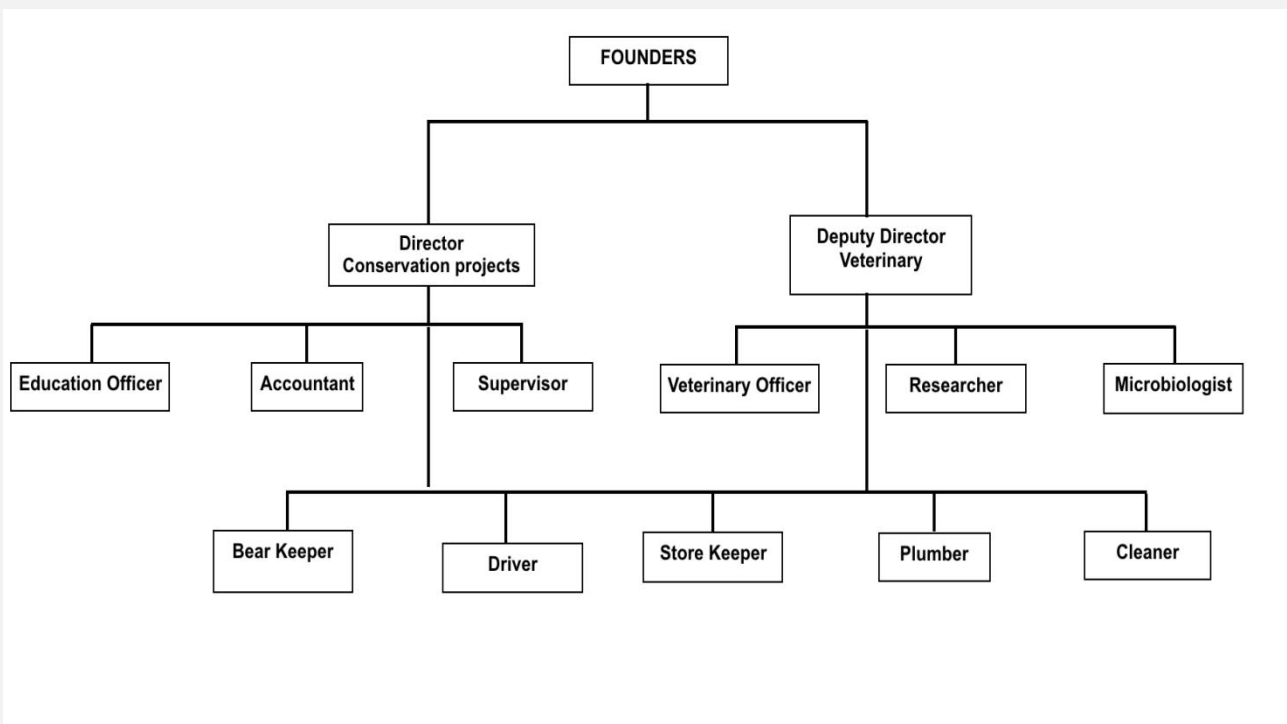 FOUNDERS
Director
Conservation projects
Deputy Director
Veterinary
Education Officer
Accountant
Supervisor
Veterinary Officer
Researcher
Microbiologist
Bear Keeper
Driver
Store Keeper
Plumber
Cleaner